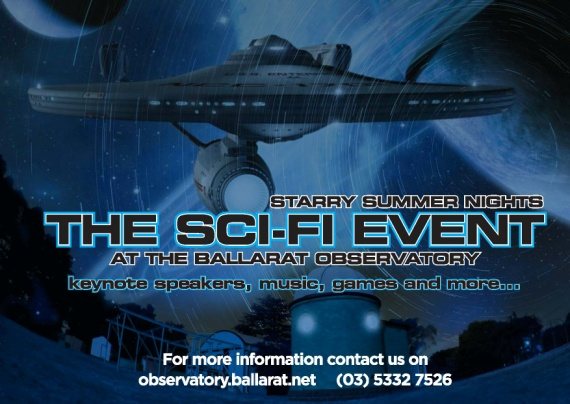 U.S.S. ENTERPRISE
STARRY SUMMER NIGHTS
THE SCI-FI EVENT
AT THE BALLARAT OBSERVATORY
keynote speakers, music, games and more...
For more information contact us on
observatory.ballarat.net (03) 5332 7526